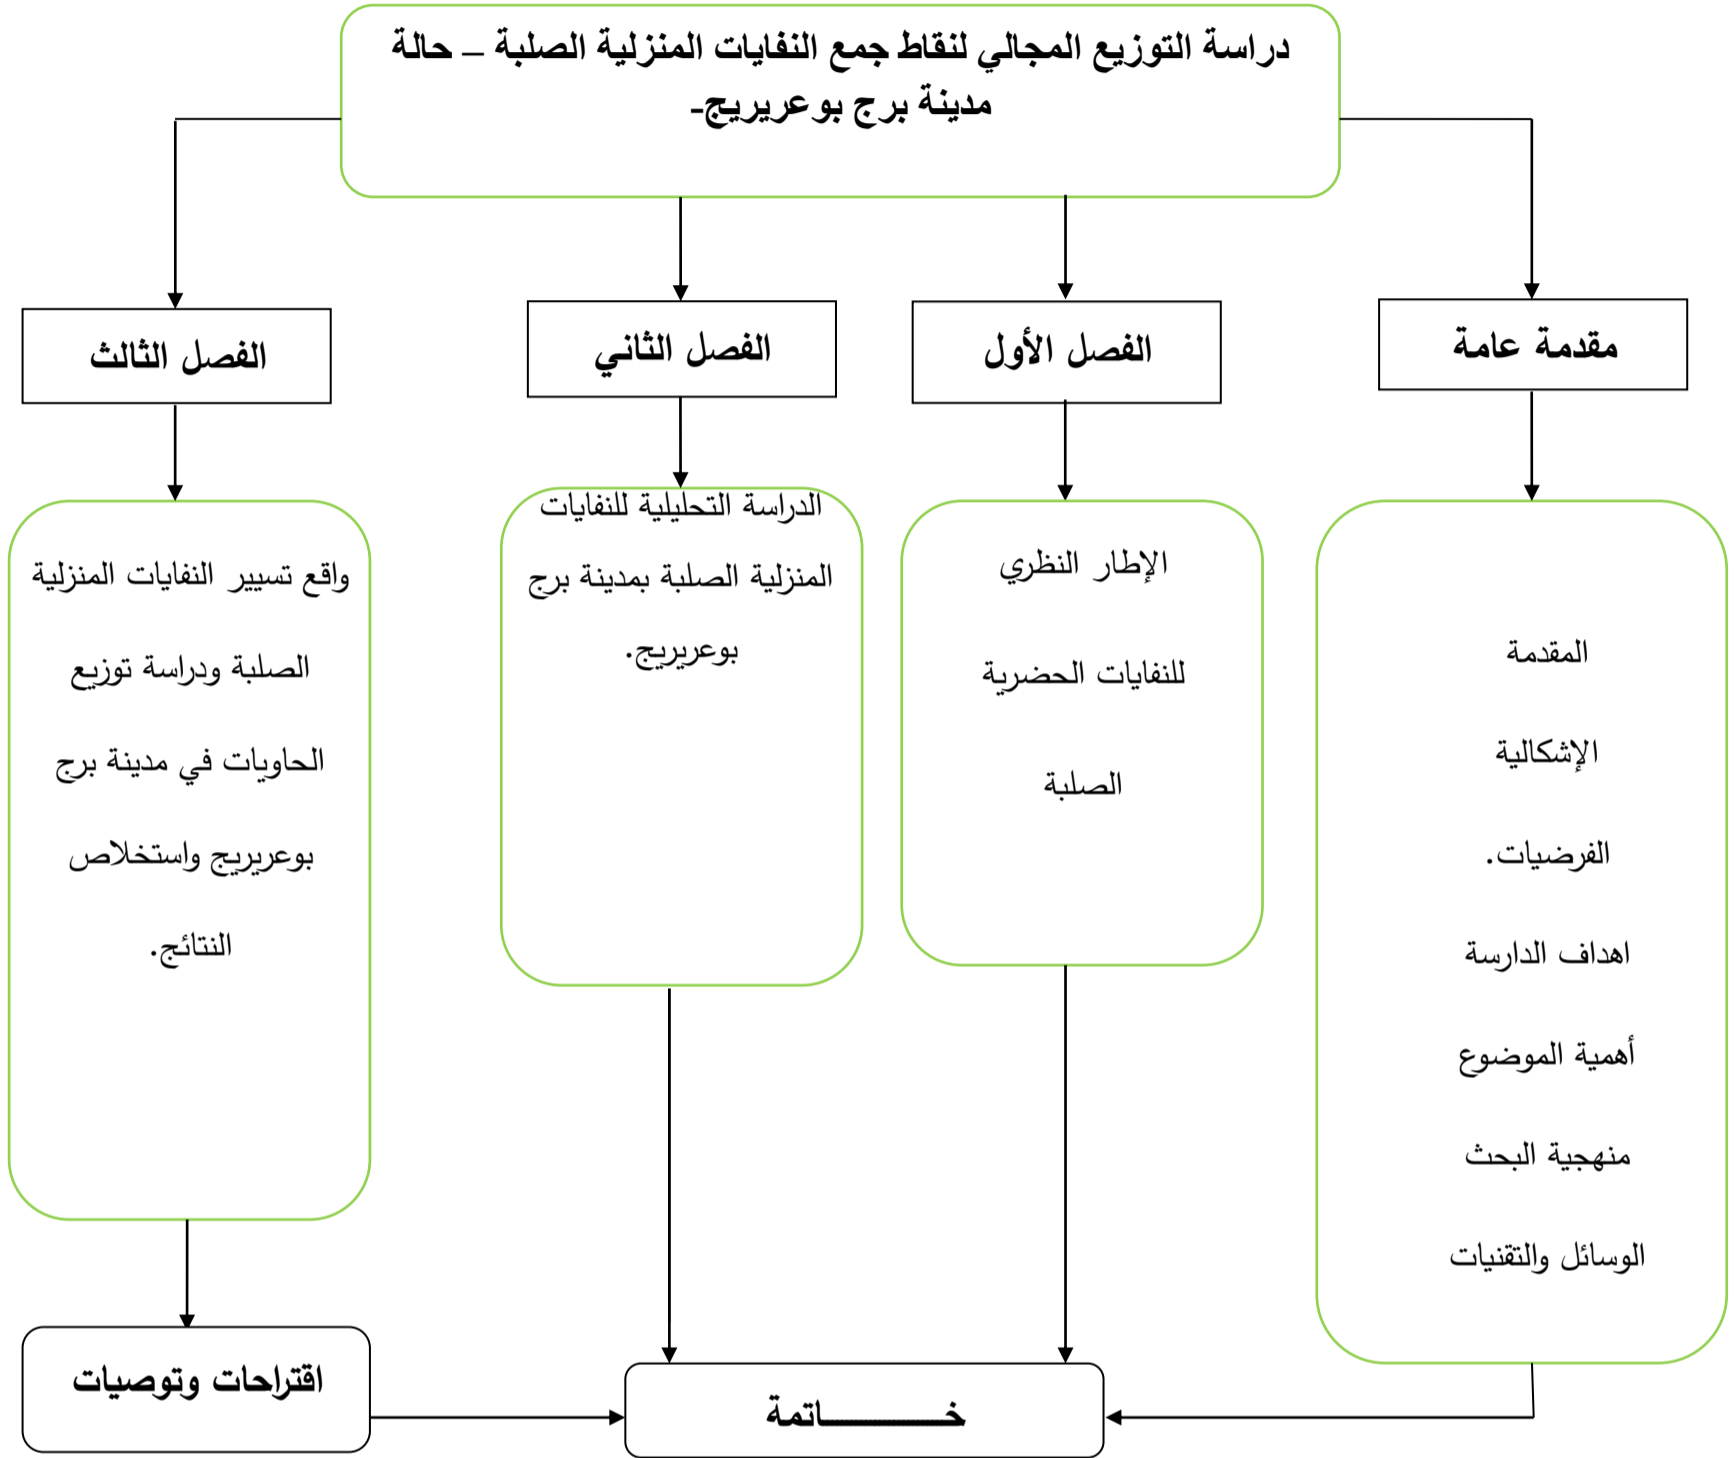 دراسة التوزيع المجالي لنقاط جمع النفايات المنزلية الصلبة – حالة
مدينة برج بوعريريج-
مقدمة عامة
الفصل الأول
الفصل الثاني
الفصل الثالث
المقدمة
الإشكالية
الفرضيات.
اهداف الدارسة
أهمية الموضوع
منهجية البحث
الوسائل والتقنيات
الإطار النظري
للنفايات الحضرية
الصلبة
الدراسة التحليلية للنفايات
المنزلية الصلبة بمدينة برج
بوعريريج.
واقع تسيير النفايات المنزلية
الصلبة ودراسة توزيع
الحاويات في مدينة برج
بوعريريج واستخلاص
النتائج.
اقتراحات وتوصيات
خـــــــــــاتمة